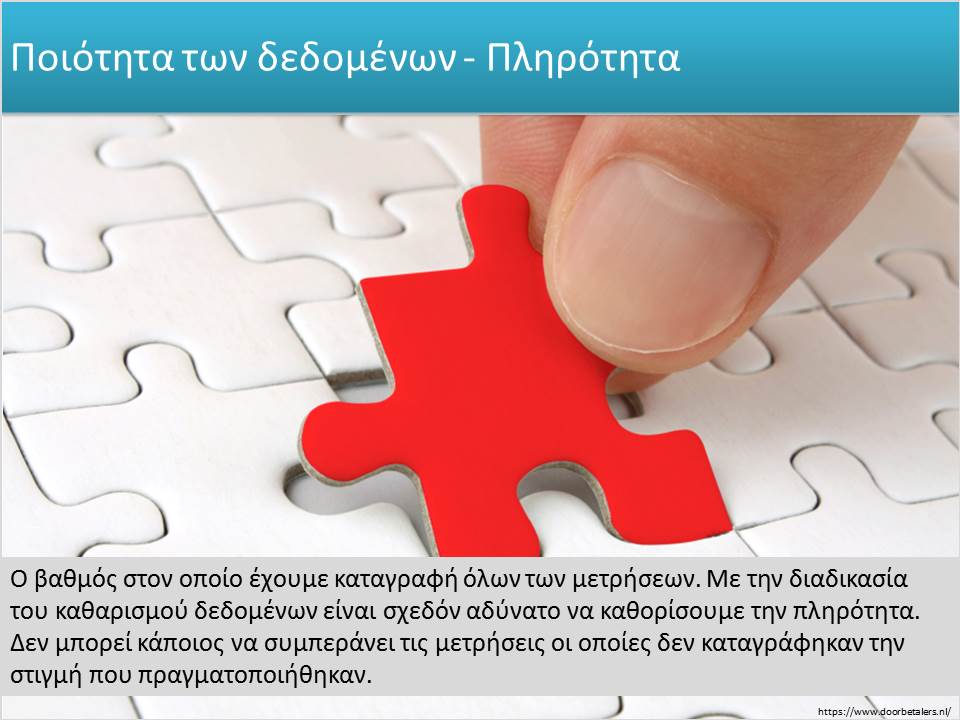 Ποιότητα των δεδομένων - Πληρότητα
Ο βαθμός στον οποίο έχουμε καταγραφή όλων των μετρήσεων. Με την διαδικασία
του καθαρισμού δεδομένων είναι σχεδόν αδύνατο να καθορίσουμε την πληρότητα.
Δεν μπορεί κάποιος να συμπεράνει τις μετρήσεις οι οποίες δεν καταγράφηκαν την
στιγμή που πραγματοποιήθηκαν.
https://www.doorbetalers.nl/